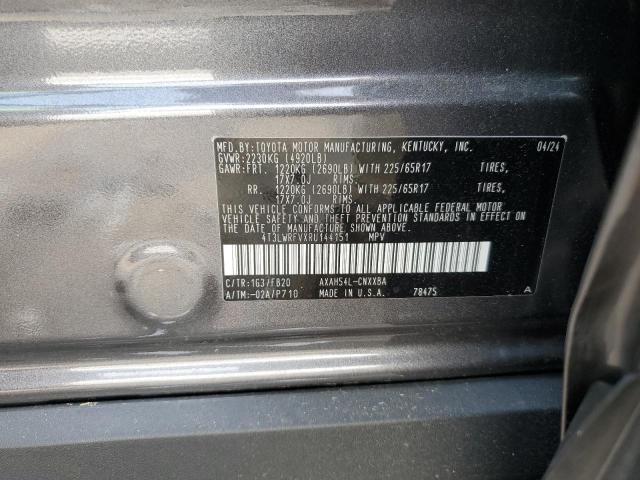 MFD.BY:TOYOTA MOTOR MANUFACTURING, KENTUCKY, INC. 04/24
GVWR:2230KG (4920LB)
GAWR:FRT. 1220KG (2690LB) WITH 225/65R17 TIRES,
17X7.0J RIMS.
RR. 1220KG (2690LB) WITH 225/65R17 TIRES,
17X7.0J RIMS.
THIS VEHICLE CONFORMS TO ALL APPLICABLE FEDERAL MOTOR
VEHICLE SAFETY AND THEFT PREVENTION STANDARDS IN EFFECT ON
THE DATE OF MANUFACTURE SHOWN ABOVE.
4T3LWRFVXRU144151 MPV
C/TR:1G3/FB20 AXAH54L-CNXXBA
A/TM:-02A/P710 MADE IN U.S.A. 78475 A